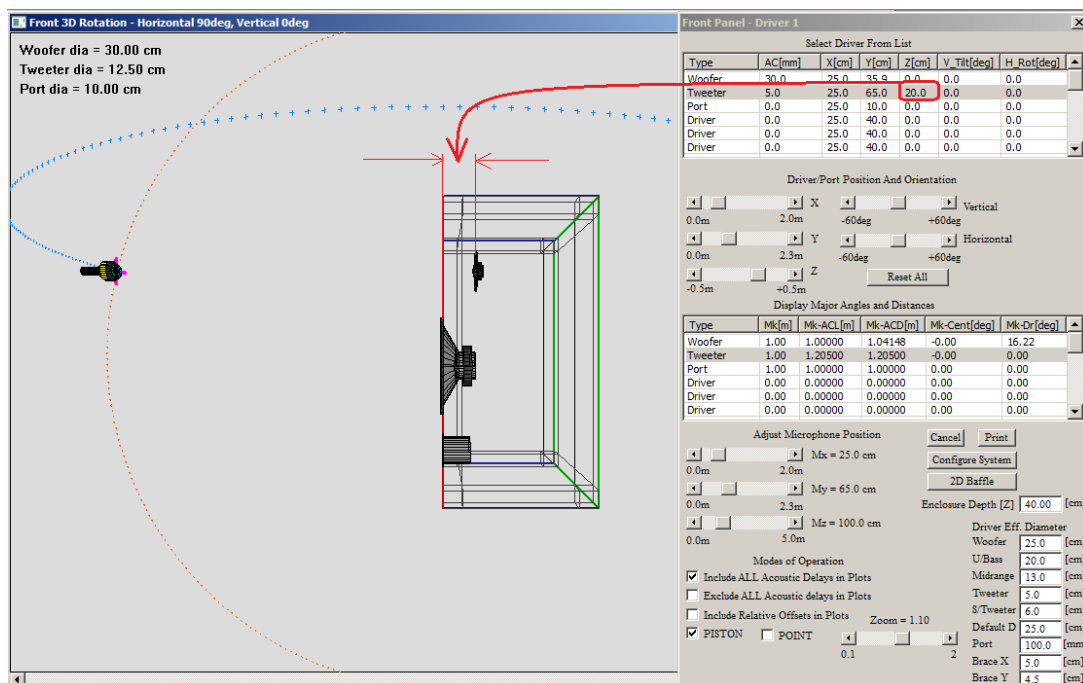 Front 3D Rotation - Horizontal 90deg, Vertical 0deg
Woofer dia = 30.00 cm
Tweeter dia = 12.50 cm
Port dia = 10.00 cm
Front Panel - Driver 1
Select Driver From List
Type AC[mm] X[cm] Y[cm] Z[cm] V_Tilt[deg] H_Rot[deg]
Woofer 30.0 25.0 35.9 0.0 0.0 0.0
Tweeter 5.0 25.0 65.0 20.0 0.0 0.0
Port 0.0 25.0 10.0 0.0 0.0 0.0
Driver 0.0 25.0 40.0 0.0 0.0 0.0
Driver 0.0 25.0 40.0 0.0 0.0 0.0
Driver 0.0 25.0 40.0 0.0 0.0 0.0
Driver/Port Position And Orientation
X Vertical
0.0m 2.0m -60deg +60deg
Y Horizontal
0.0m 2.3m -60deg +60deg
Z Reset All
-0.5m +0.5m
Display Major Angles and Distances
Type Mk[m] Mk-ACL[m] Mk-ACD[m] Mk-Cent[deg] Mk-Dr[deg]
Woofer 1.00 1.00000 1.04148 -0.00 16.22
Tweeter 1.00 1.20500 1.20500 -0.00 0.00
Port 1.00 1.00000 1.00000 0.00 0.00
Driver 0.00 0.00000 0.00000 0.00 0.00
Driver 0.00 0.00000 0.00000 0.00 0.00
Driver 0.00 0.00000 0.00000 0.00 0.00
Adjust Microphone Position Cancel Print
Mx = 25.0 cm Configure System
0.0m 2.0m
My = 65.0 cm 2D Baffle
0.0m 2.3m Enclosure Depth [Z] 40.00 [cm]
Mz = 100.0 cm
0.0m 5.0m
Driver Eff. Diameter
Woofer 25.0 [cm]
U/Bass 20.0 [cm]
Midrange 13.0 [cm]
Tweeter 5.0 [cm]
S/Tweeter 6.0 [cm]
Default D 25.0 [cm]
Port 100.0 [mm]
Brace X 5.0 [cm]
Brace Y 4.5 [cm]
Modes of Operation
Include ALL Acoustic Delays in Plots
Exclude ALL Acoustic delays in Plots
Include Relative Offsets in Plots
PISTON POINT
Zoom = 1.10
0.1 2